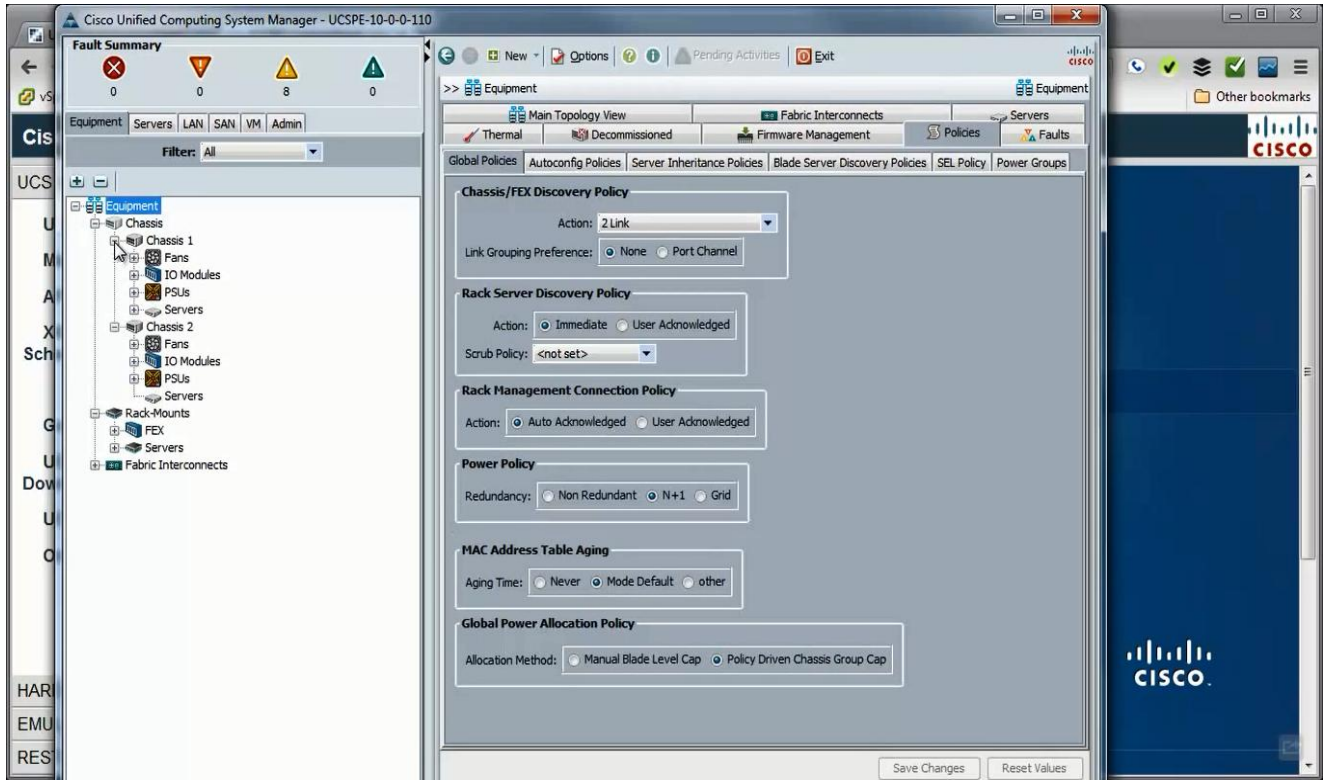 Cisco Unified Computing System Manager - UCSPE-10-0-0-110
Fault Summary
0 0 8 0
New Options Pending Activities Exit
CISCO
>> Equipment Equipment
Equipment Servers LAN SAN VM Admin
Filter: All
Main Topology View Fabric Interconnects Servers
Thermal Decommissioned Firmware Management Policies Faults
Global Policies Autoconfig Policies Server Inheritance Policies Blade Server Discovery Policies SEL Policy Power Groups
Equipment
Chassis
Chassis 1
Fans
IO Modules
PSUs
Servers
Chassis 2
Fans
IO Modules
PSUs
Servers
Rack-Mounts
FEX
Servers
Fabric Interconnects
Chassis/FEX Discovery Policy
Action: 2 Link
Link Grouping Preference: None Port Channel
Rack Server Discovery Policy
Action: Immediate User Acknowledged
Scrub Policy: <not set>
Rack Management Connection Policy
Action: Auto Acknowledged User Acknowledged
Power Policy
Redundancy: Non Redundant N+1 Grid
MAC Address Table Aging
Aging Time: Never Mode Default other
Global Power Allocation Policy
Allocation Method: Manual Blade Level Cap Policy Driven Chassis Group Cap
Save Changes Reset Values
Other bookmarks
CISCO
CISCO.
Cis
UCS
Sch
Dow
HAR
EMU
RES